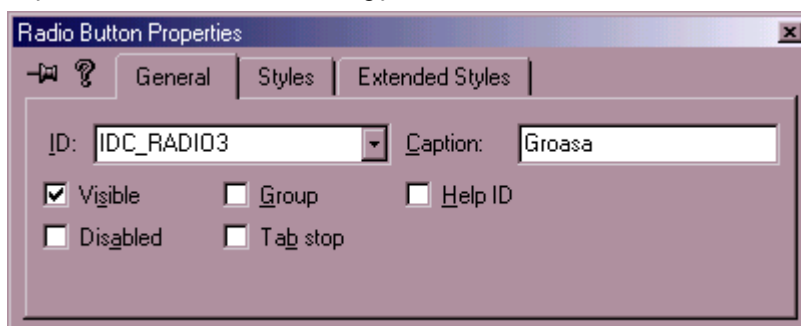 Radio Button Properties
General Styles Extended Styles
ID: IDC_RADIO3 Caption: Groasa
Visible Group Help ID
Disabled Tab stop